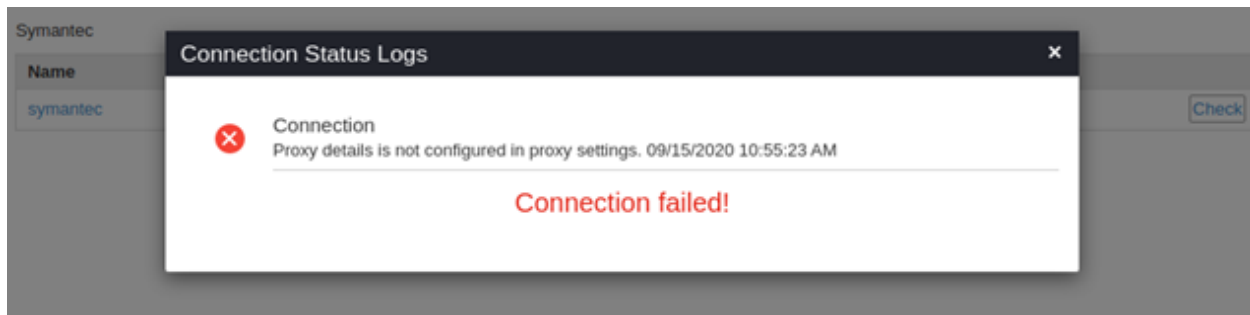 Symantec
Connection Status Logs ×
Name
symantec
Check
Connection
Proxy details is not configured in proxy settings. 09/15/2020 10:55:23 AM
Connection failed!